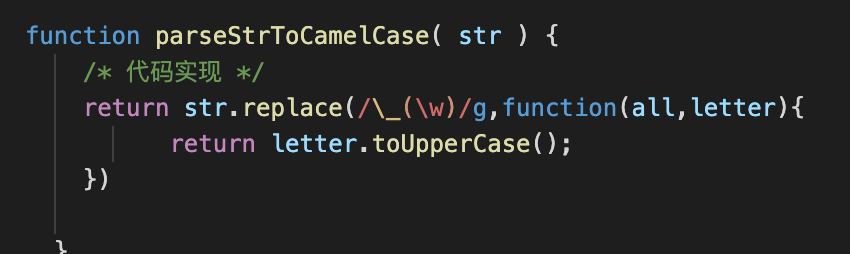 function parseStrToCamelCase( str ) {
/* 代码实现 */
return str.replace(/\_(\w)/g,function(all,letter){
return letter.toUpperCase();
})
}